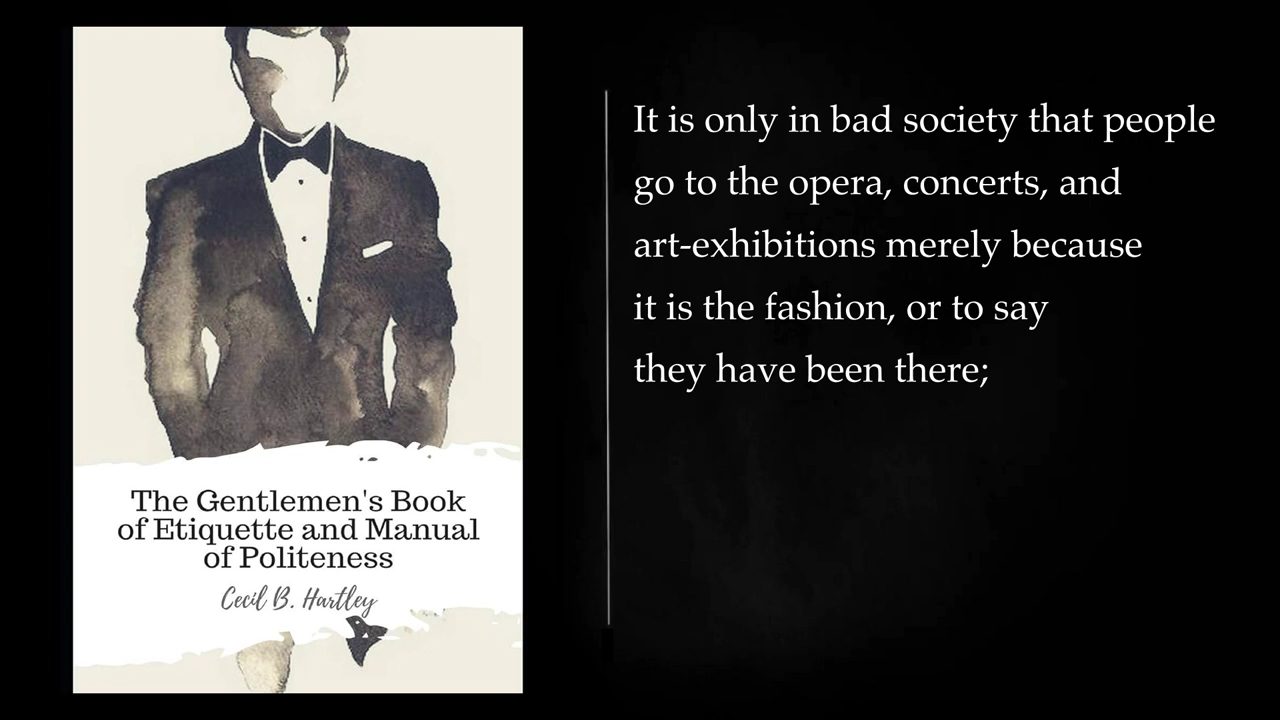 The Gentlemen's Book
of Etiquette and Manual
of Politeness
Cecil B. Hartley
It is only in bad society that people
go to the opera, concerts, and
art-exhibitions merely because
it is the fashion, or to say
they have been there;